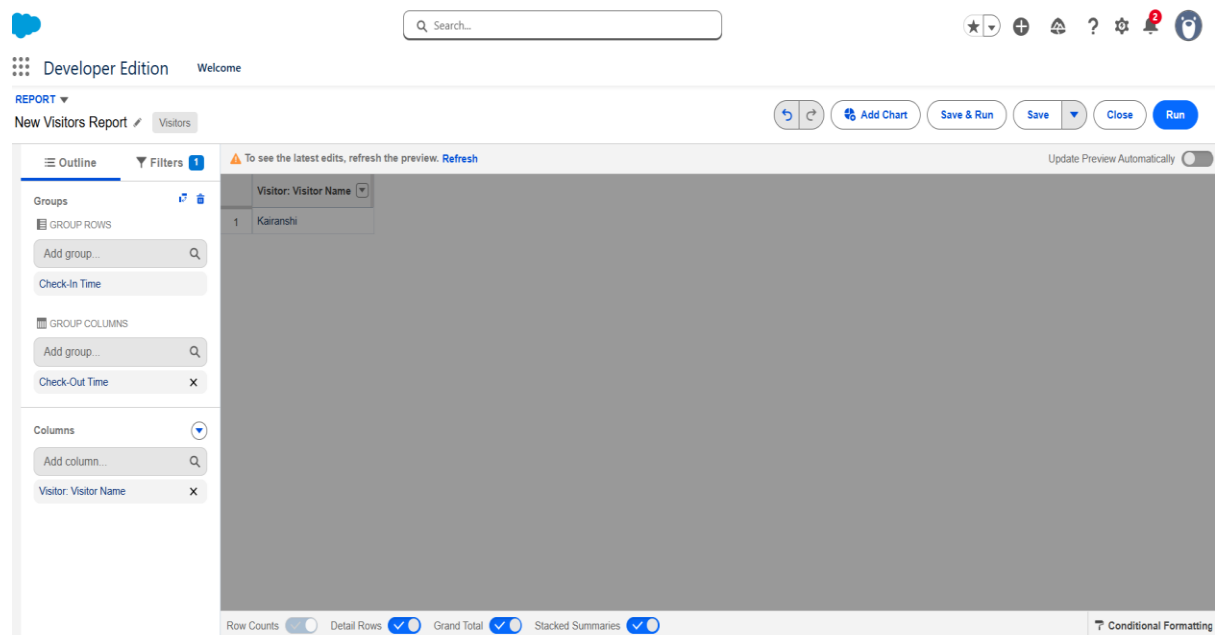 Search...
2
Developer Edition Welcome
REPORT
New Visitors Report Visitors
Add Chart Save & Run Save Close Run
Outline Filters 1
To see the latest edits, refresh the preview. Refresh Update Preview Automatically
Groups
GROUP ROWS
Add group...
Check-In Time
GROUP COLUMNS
Add group...
Check-Out Time X
Columns
Add column...
Visitor: Visitor Name X
Visitor: Visitor Name
1 Kairanshi
Row Counts Detail Rows Grand Total Stacked Summaries Conditional Formatting